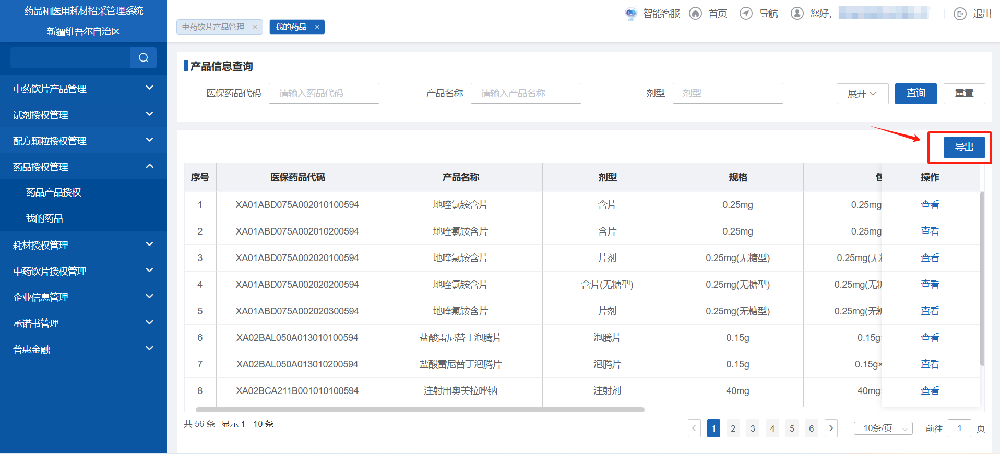 药品和医用耗材招采管理系统
新疆维吾尔自治区
中药饮片产品管理 ×
我的药品 ×
智能客服 首页 导航 您好, 退出
中药饮片产品管理
试剂授权管理
配方颗粒授权管理
药品授权管理
药品产品授权
我的药品
耗材授权管理
中药饮片授权管理
企业信息管理
承诺书管理
普惠金融
产品信息查询
医保药品代码 请输入药品代码 产品名称 请输入产品名称 剂型 剂型 展开 查询 重置
导出
序号 医保药品代码 产品名称 剂型 规格 包 操作
1 XA01ABD075A002010100594 地喹氯铵含片 含片 0.25mg 0.25mg 查看
2 XA01ABD075A002010200594 地喹氯铵含片 含片 0.25mg 0.25mg 查看
3 XA01ABD075A002020100594 地喹氯铵含片 片剂 0.25mg(无糖型) 0.25mg(无糖 查看
4 XA01ABD075A002020200594 地喹氯铵含片 含片(无糖型) 0.25mg(无糖型) 0.25mg(无糖 查看
5 XA01ABD075A002020300594 地喹氯铵含片 片剂 0.25mg(无糖型) 0.25mg(无糖 查看
6 XA02BAL050A013010100594 盐酸雷尼替丁泡腾片 泡腾片 0.15g 0.15g× 查看
7 XA02BAL050A013010200594 盐酸雷尼替丁泡腾片 泡腾片 0.15g 0.15g× 查看
8 XA02BCA211B001010100594 注射用奥美拉唑钠 注射剂 40mg 40mg× 查看
共 56 条 显示 1 - 10 条
1 2 3 4 5 6 10条/页 前往 1 页